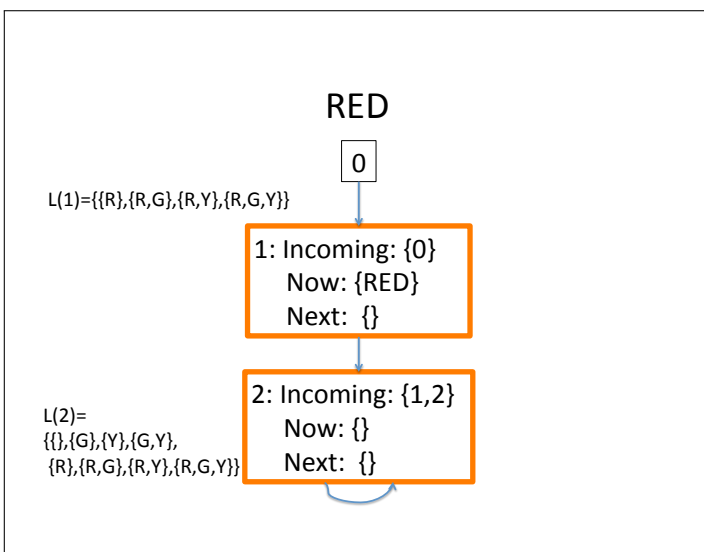 RED
0
L(1)={{R},{R,G},{R,Y},{R,G,Y}}
1: Incoming: {0}
Now: {RED}
Next: {}
2: Incoming: {1,2}
Now: {}
Next: {}
L(2)=
{{},{G},{Y},{G,Y},
{R},{R,G},{R,Y},{R,G,Y}}